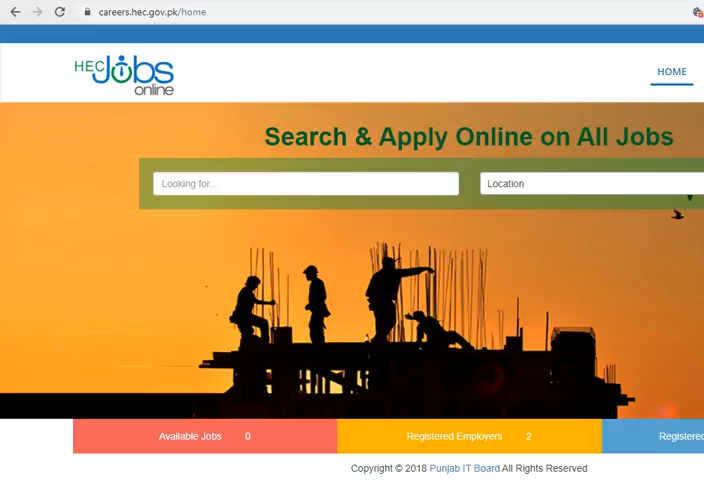 careers.hec.gov.pk/home
HEC Jobs
online
HOME
Search & Apply Online on All Jobs
Looking for...
Location
Available Jobs 0
Registered Employers 2
Registered
Copyright © 2018 Punjab IT Board All Rights Reserved